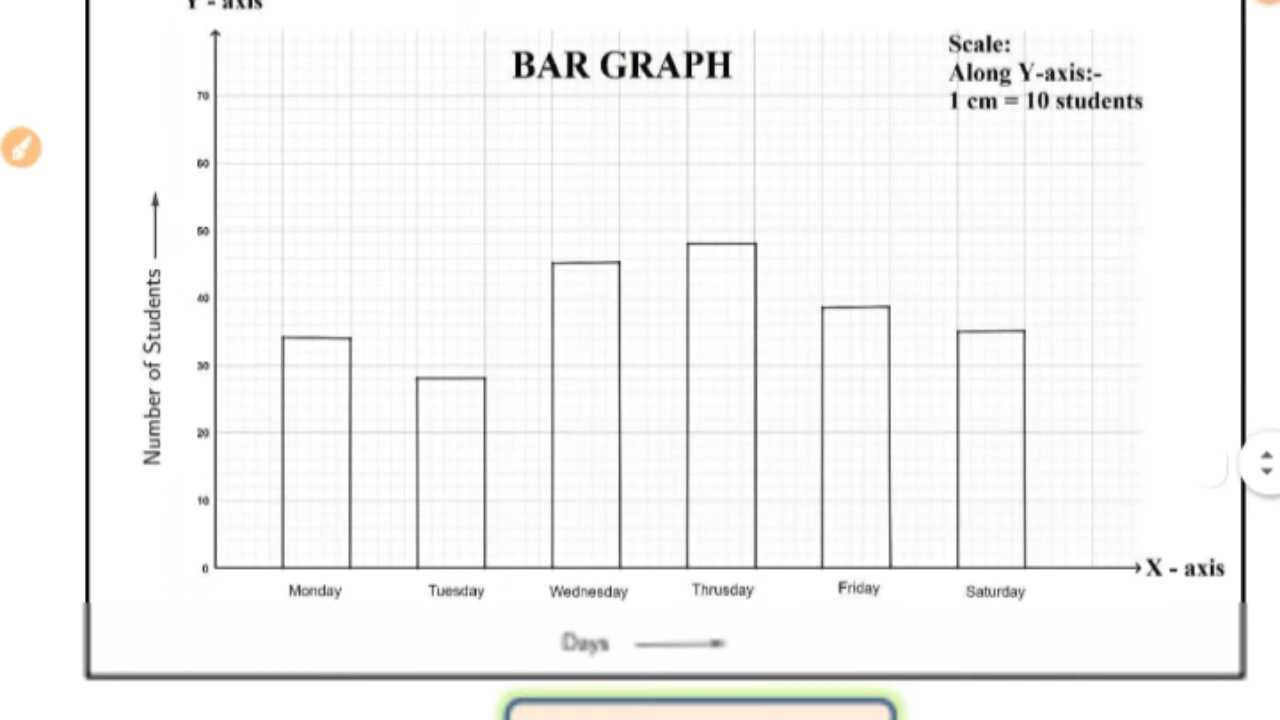 Y - axis
BAR GRAPH
Scale:
Along Y-axis:-
1 cm = 10 students
70
60
50
40
30
20
10
0
Number of Students
X - axis
Monday Tuesday Wednesday Thrusday Friday Saturday
Days